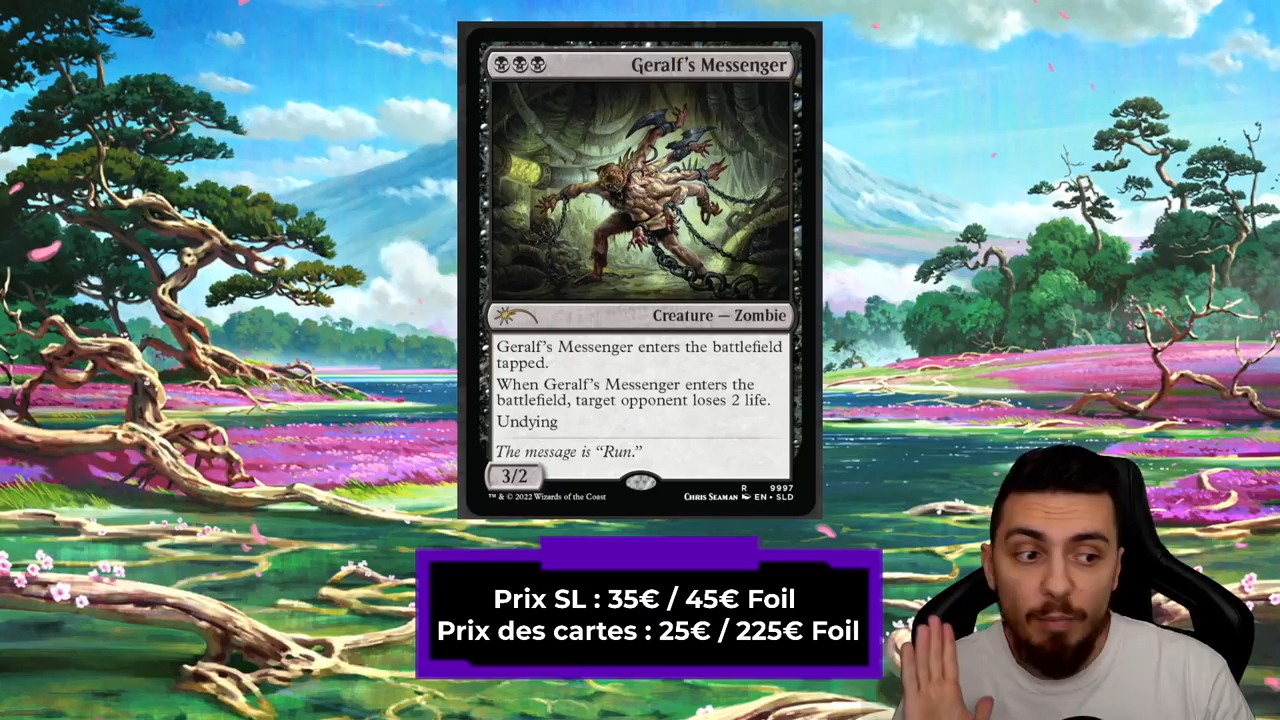 Geralf's Messenger
Creature — Zombie
Geralf's Messenger enters the battlefield
tapped.
When Geralf's Messenger enters the
battlefield, target opponent loses 2 life.
Undying
The message is “Run.”
3/2
R 9997
™ & © 2022 Wizards of the Coast
Chris Seaman EN • SLD
Prix SL : 35€ / 45€ Foil
Prix des cartes : 25€ / 225€ Foil